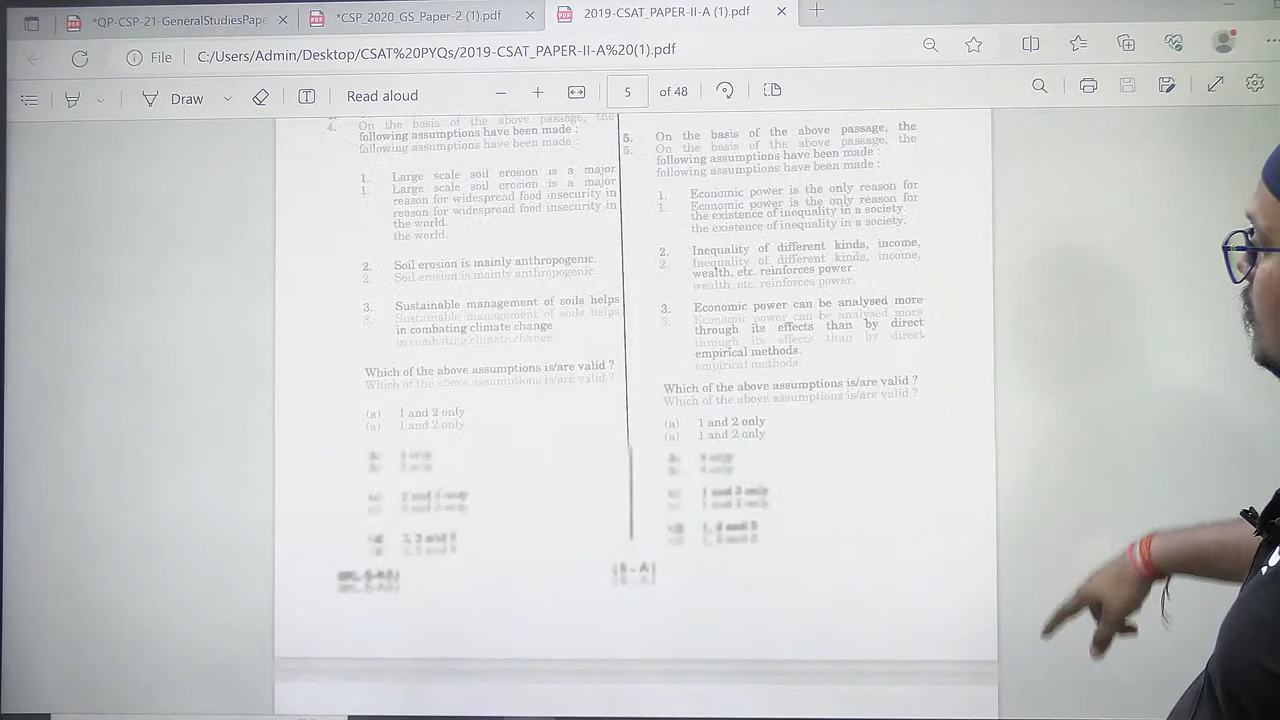 *QP-CSP-21-GeneralStudiesPape
*CSP_2020_GS_Paper-2 (1).pdf
2019-CSAT_PAPER-II-A (1).pdf
File
C:/Users/Admin/Desktop/CSAT%20PYQs/2019-CSAT_PAPER-II-A%20(1).pdf
Draw
Read aloud
5 of 48
4. On the basis of the above passage, the
following assumptions have been made :
1. Large scale soil erosion is a major
reason for widespread food insecurity in
the world.
2. Soil erosion is mainly anthropogenic.
3. Sustainable management of soils helps
in combating climate change.
Which of the above assumptions is/are valid ?
(a) 1 and 2 only
5. On the basis of the above passage, the
following assumptions have been made :
1. Economic power is the only reason for
the existence of inequality in a society.
2. Inequality of different kinds, income,
wealth, etc. reinforces power.
3. Economic power can be analysed more
through its effects than by direct
empirical methods.
Which of the above assumptions is/are valid ?
(a) 1 and 2 only